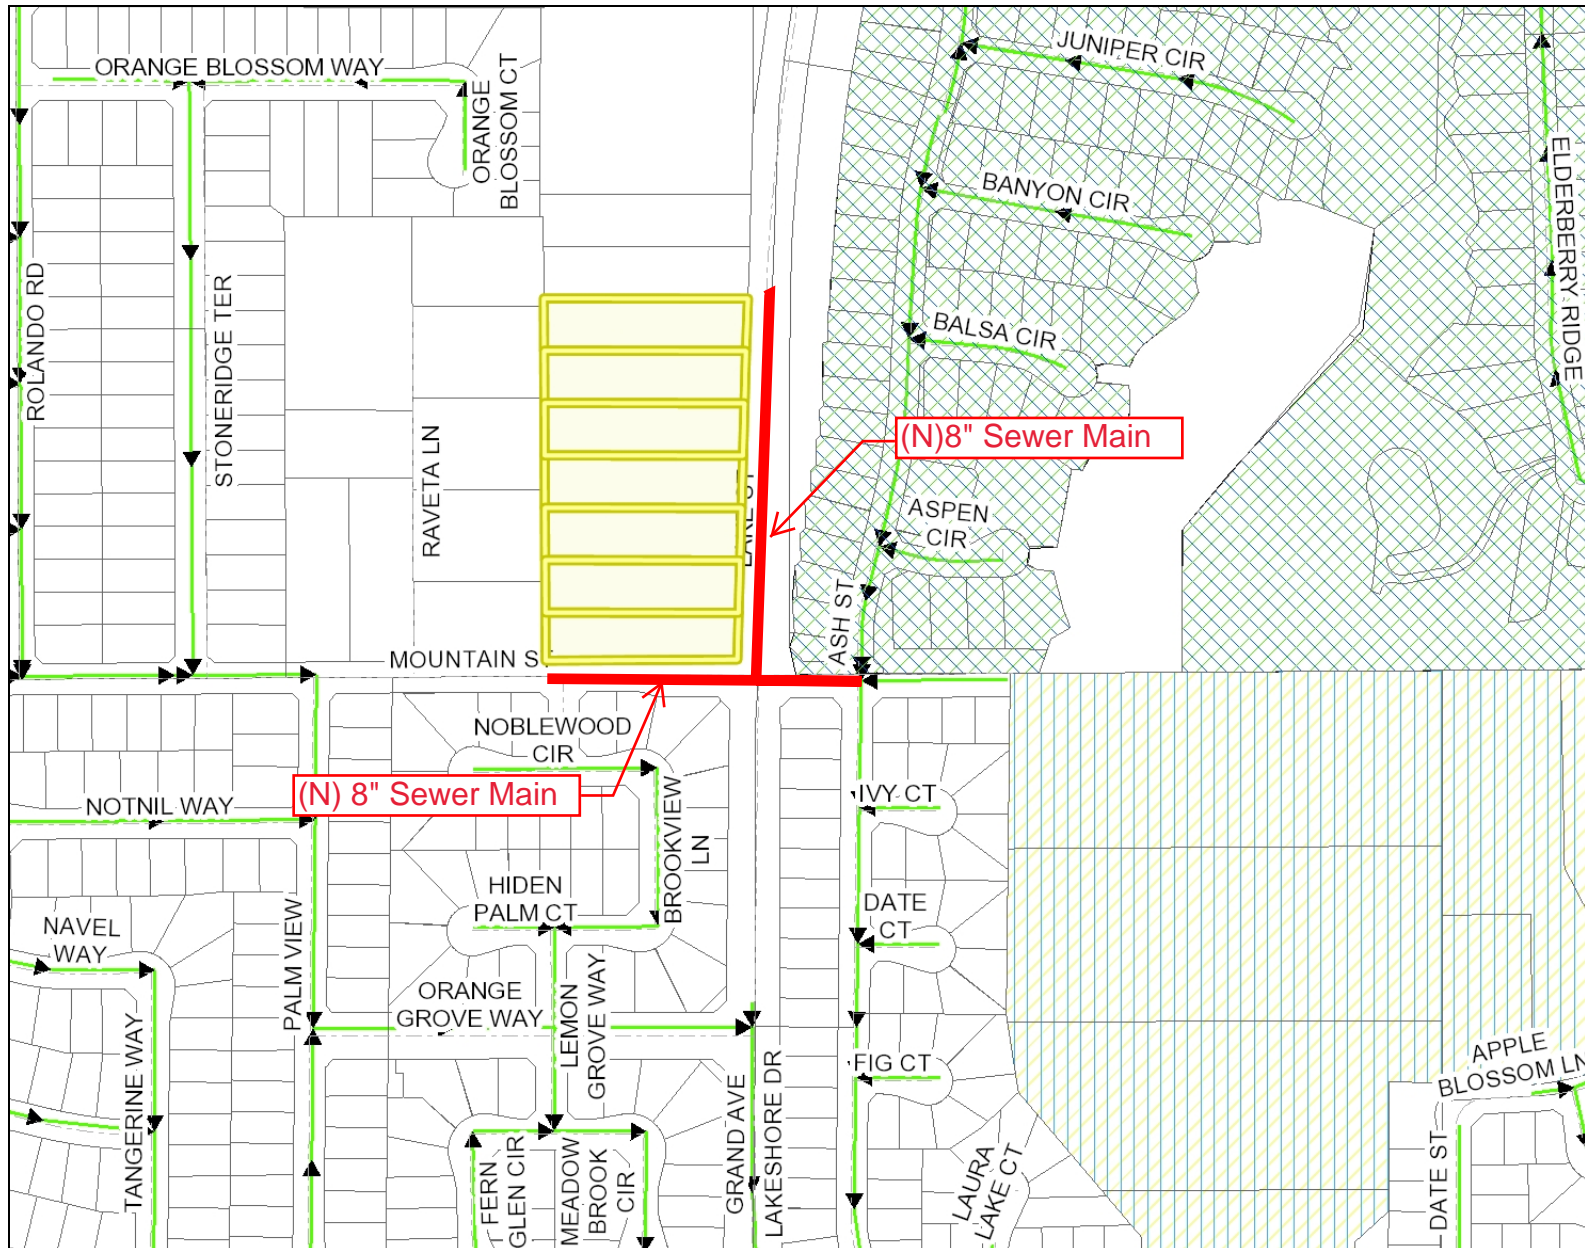 ORANGE BLOSSOM WAY
ORANGE
BLOSSOM CT
JUNIPER CIR
BANYON CIR
BALSA CIR
ELDERBERRY RIDGE
ROLANDO RD
STONERIDGE TER
RAVETA LN
LAKE ST
(N)8" Sewer Main
ASPEN
CIR
ASH ST
MOUNTAIN ST
NOBLEWOOD
CIR
(N) 8" Sewer Main
NOTNIL WAY
BROOKVIEW
LN
IVY CT
HIDEN
PALM CT
DATE
CT
NAVEL
WAY
PALM VIEW
ORANGE
GROVE WAY
LEMON
GROVE WAY
TANGERINE WAY
FIG CT
GRAND AVE
LAKESHORE DR
APPLE
BLOSSOM LN
FERN
GLEN CIR
MEADOW
BROOK
CIR
LAURA
LAKE CT
DATE ST